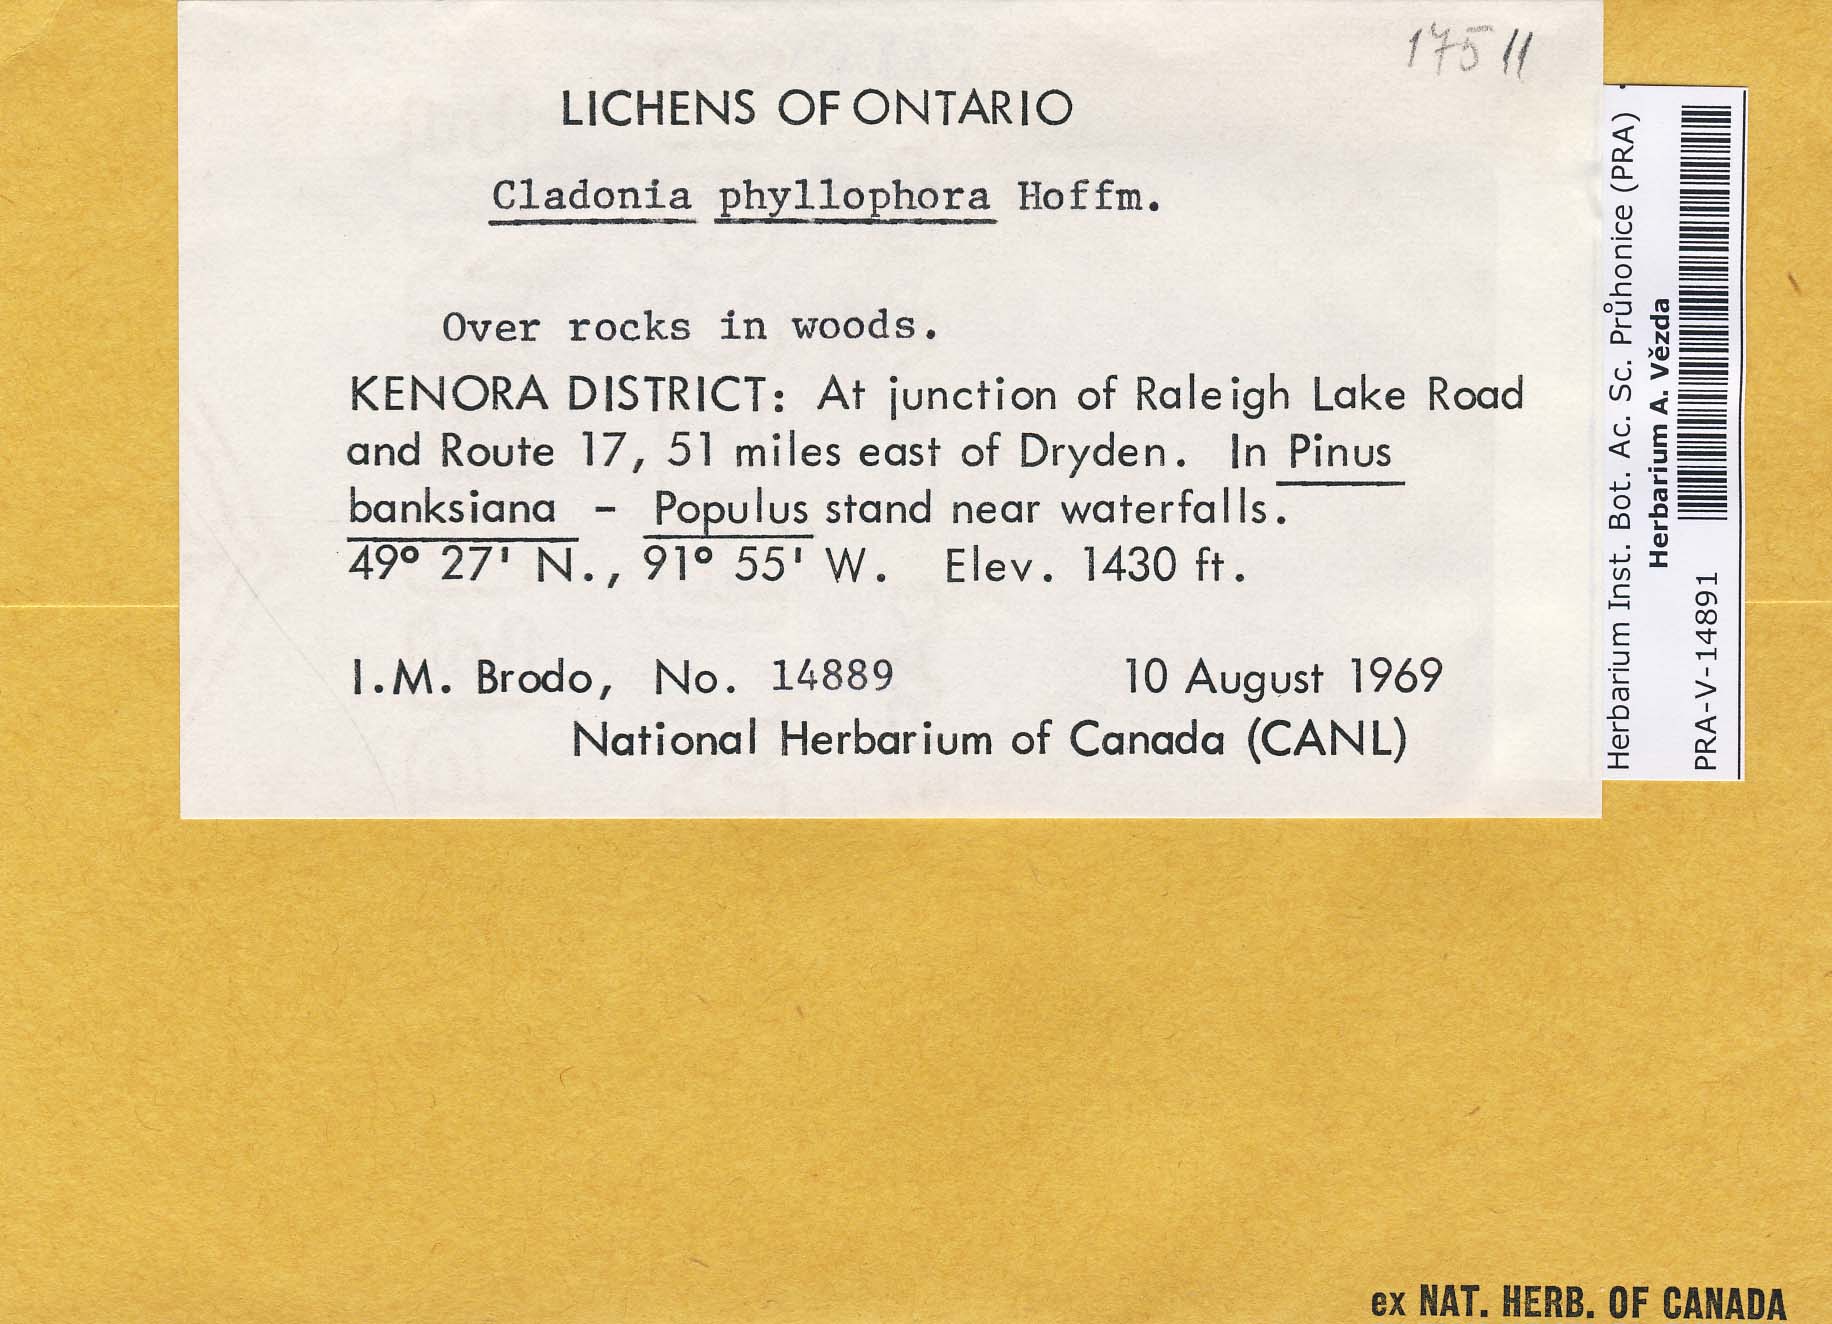 175 11
LICHENS OF ONTARIO
Cladonia phyllophora Hoffm.
Over rocks in woods.
KENORA DISTRICT: At junction of Raleigh Lake Road
and Route 17, 51 miles east of Dryden. In Pinus
banksiana - Populus stand near waterfalls.
49° 27' N., 91° 55' W. Elev. 1430 ft.
I.M. Brodo, No. 14889 10 August 1969
National Herbarium of Canada (CANL)
Herbarium Inst. Bot. Ac. Sc. Průhonice (PRA)
Herbarium A. Vězda
PRA-V-14891
ex NAT. HERB. OF CANADA